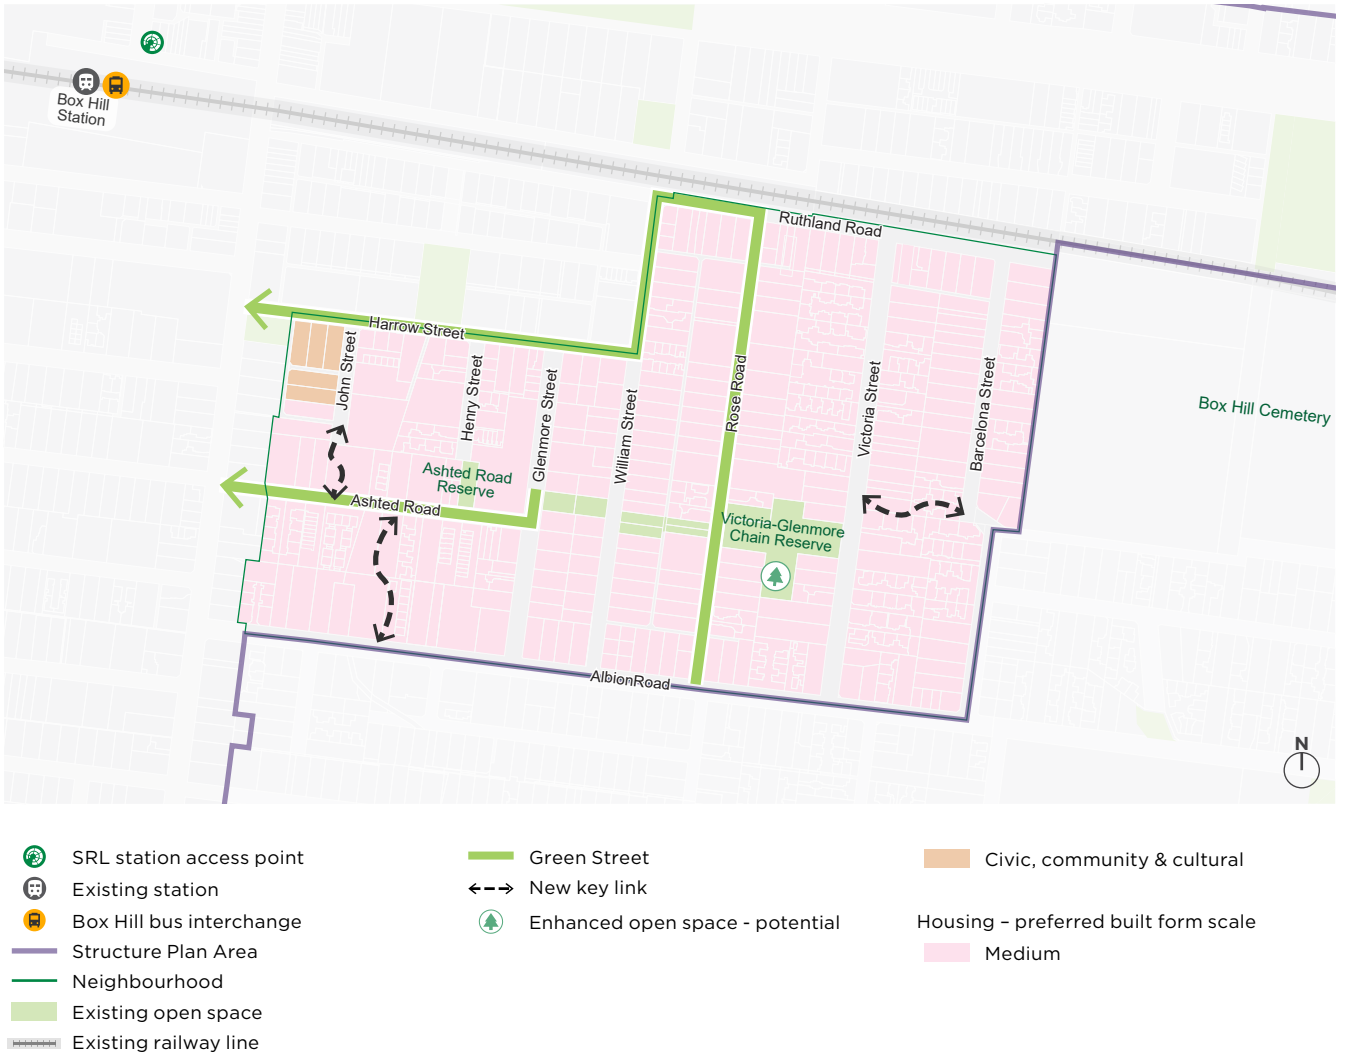 Box Hill
Station
Ruthland Road
Harrow Street
John Street
Henry Street
Glenmore Street
William Street
Rose Road
Victoria Street
Barcelona Street
Box Hill Cemetery
Ashted Road
Reserve
Ashted Road
Victoria-Glenmore
Chain Reserve
AlbionRoad
N
SRL station access point
Existing station
Box Hill bus interchange
Structure Plan Area
Neighbourhood
Existing open space
Existing railway line
Green Street
New key link
Enhanced open space - potential
Civic, community & cultural
Housing – preferred built form scale
Medium